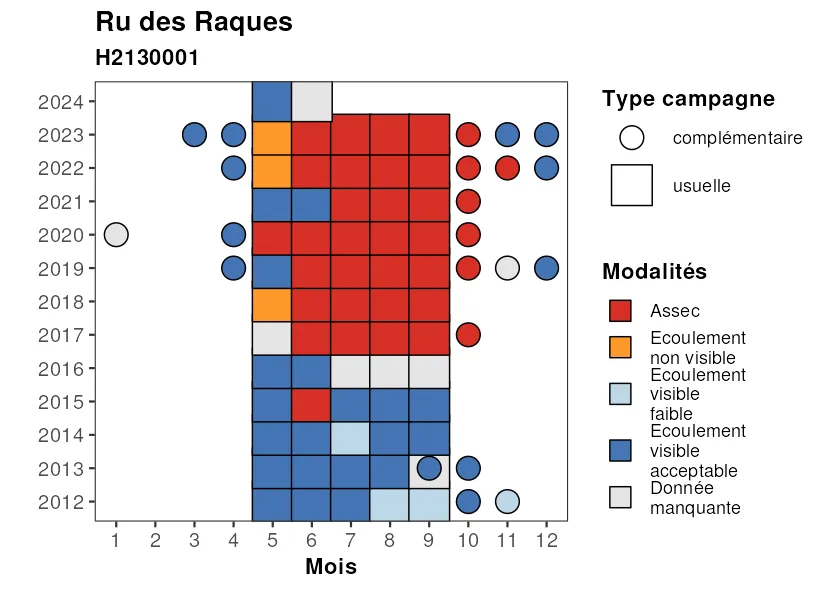 Ru des Raques
H2130001
2024
2023
2022
2021
2020
2019
2018
2017
2016
2015
2014
2013
2012
1 2 3 4 5 6 7 8 9 10 11 12
Mois
Type campagne
complémentaire
usuelle
Modalités
Assec
Ecoulement
non visible
Ecoulement
visible
faible
Ecoulement
visible
acceptable
Donnée
manquante